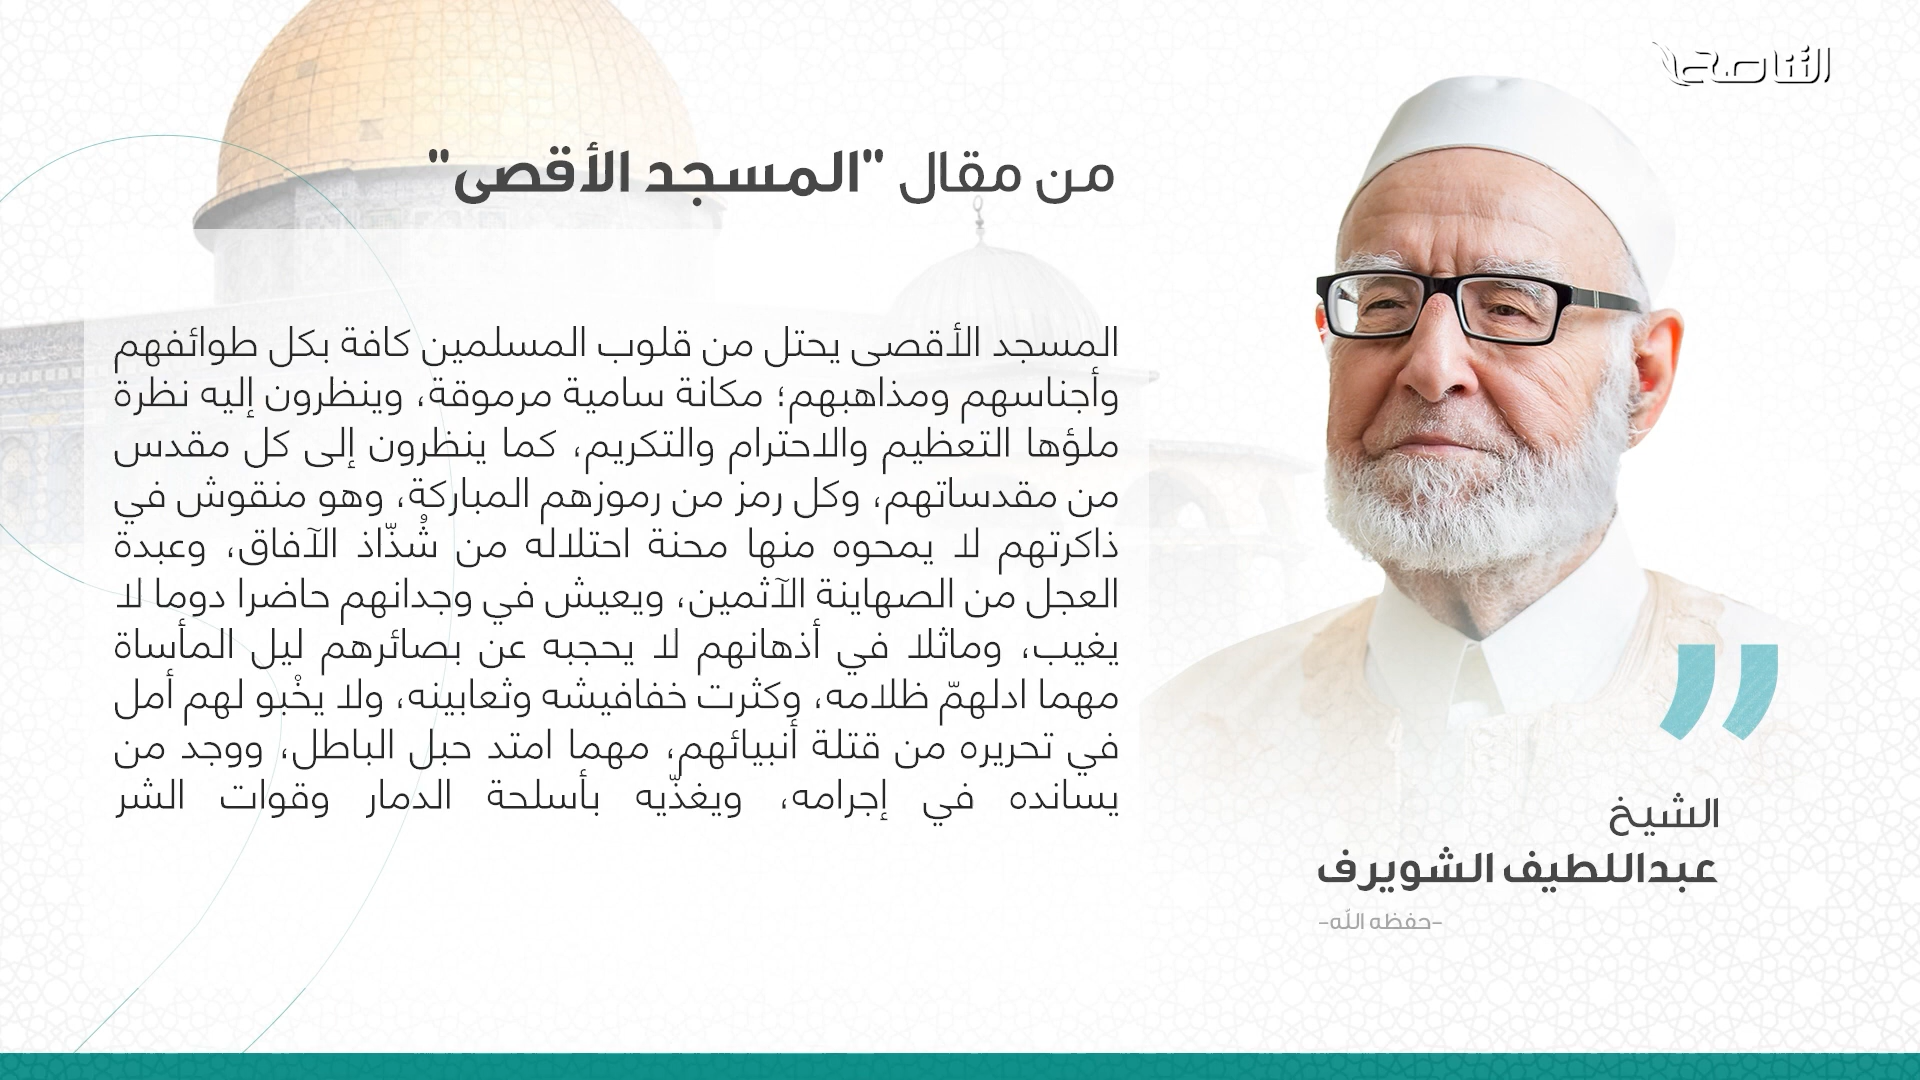 الناصح
من مقال "المسجد الأقصى"
المسجد الأقصى يحتل من قلوب المسلمين كافة بكل طوائفهم
وأجناسهم ومذاهبهم؛ مكانة سامية مرموقة، وينظرون إليه نظرة
ملؤها التعظيم والاحترام والتكريم، كما ينظرون إلى كل مقدس
من مقدساتهم، وكل رمز من رموزهم المباركة، وهو منقوش في
ذاكرتهم لا يمحوه منها محنة احتلاله من شُذّاذ الآفاق، وعبدة
العجل من الصهاينة الآثمين، ويعيش في وجدانهم حاضرا دوما لا
يغيب، وماثلا في أذهانهم لا يحجبه عن بصائرهم ليل المأساة
مهما ادلهمّ ظلامه، وكثرت خفافيشه وثعابينه، ولا يخْبو لهم أمل
في تحريره من قتلة أنبيائهم، مهما امتد حبل الباطل، ووجد من
يسانده في إجرامه، ويغذّيه بأسلحة الدمار وقوات الشر
الشيخ
عبداللطيف الشويرف
-حفظه الله-